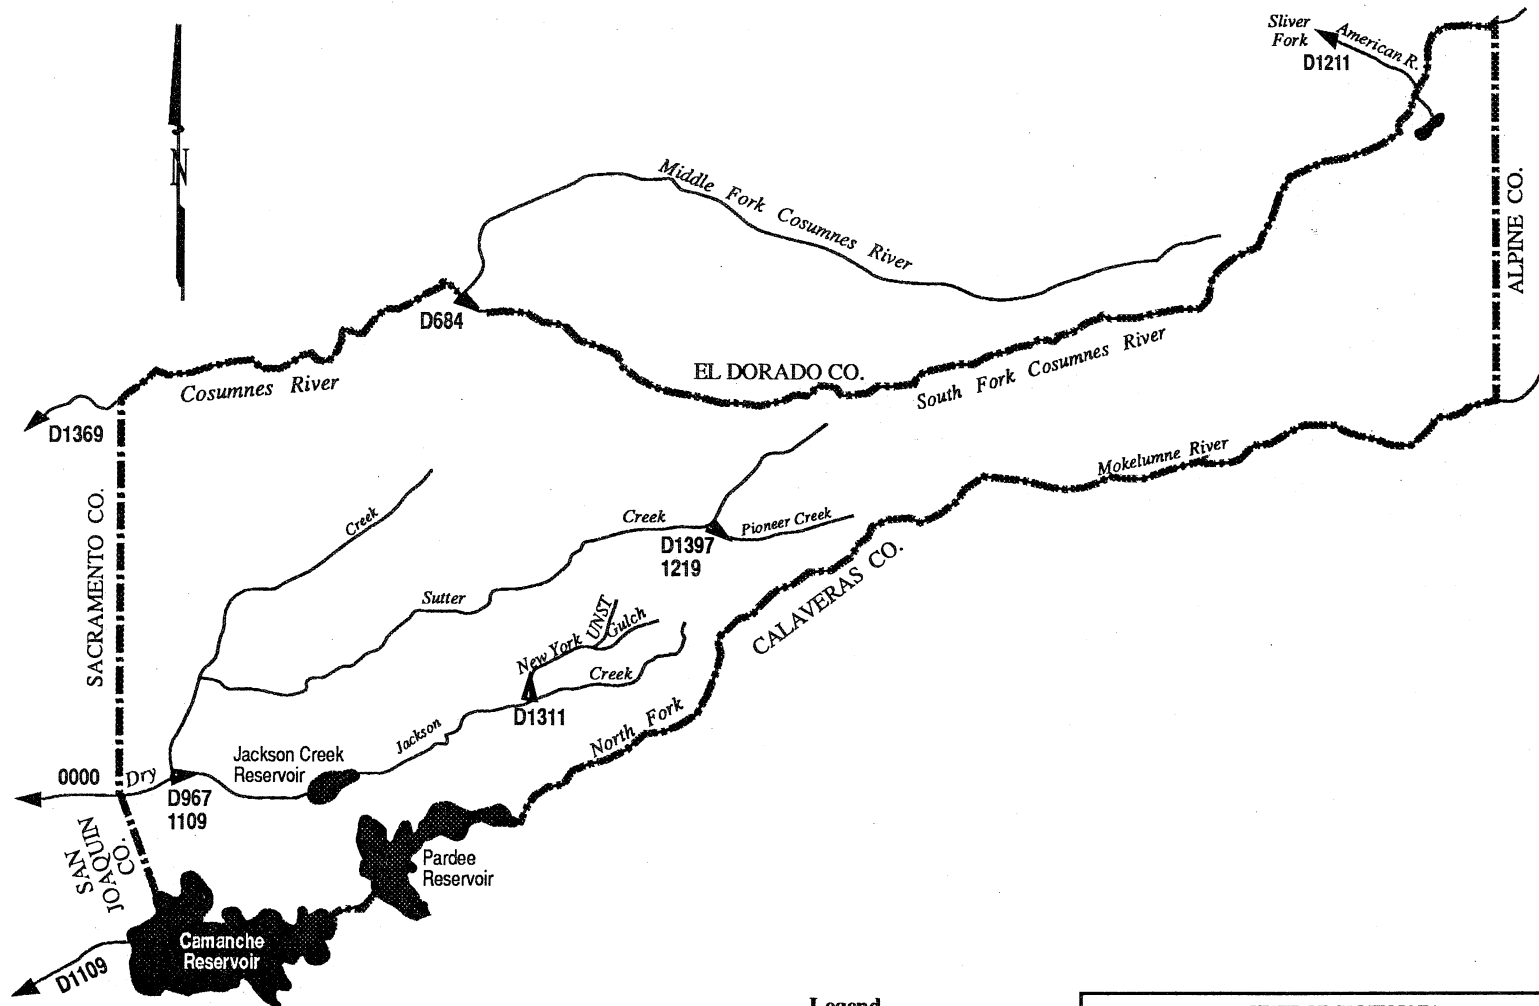 Sliver
Fork
American R.
D1211
N
Middle Fork Cosumnes River
ALPINE CO.
D684
EL DORADO CO.
South Fork Cosumnes River
Cosumnes River
D1369
Mokelumne River
SACRAMENTO CO.
Creek
Creek
Pioneer Creek
D1397
1219
CALAVERAS CO.
Sutter
UNST
New York Gulch
Creek
D1311
Jackson
North Fork
Jackson Creek
Reservoir
0000
Dry
D967
1109
SAN
JOAQUIN
CO.
Pardee
Reservoir
Camanche
Reservoir
D1109
Legend